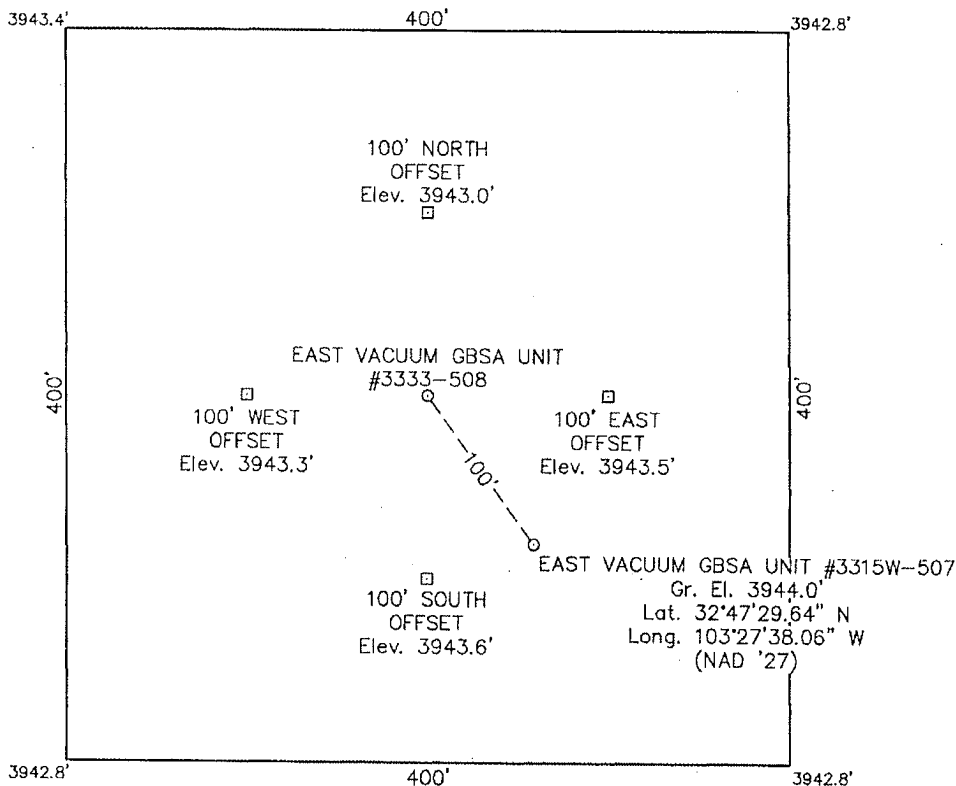 3943.4'
400'
3942.8'
100' NORTH
OFFSET
Elev. 3943.0'
EAST VACUUM GBSA UNIT
#3333-508
400'
400'
100' WEST
OFFSET
Elev. 3943.3'
100' EAST
OFFSET
Elev. 3943.5'
100'
EAST VACUUM GBSA UNIT #3315W-507
Gr. El. 3944.0'
Lat. 32°47'29.64" N
Long. 103°27'38.06" W
(NAD '27)
100' SOUTH
OFFSET
Elev. 3943.6'
3942.8'
400'
3942.8'